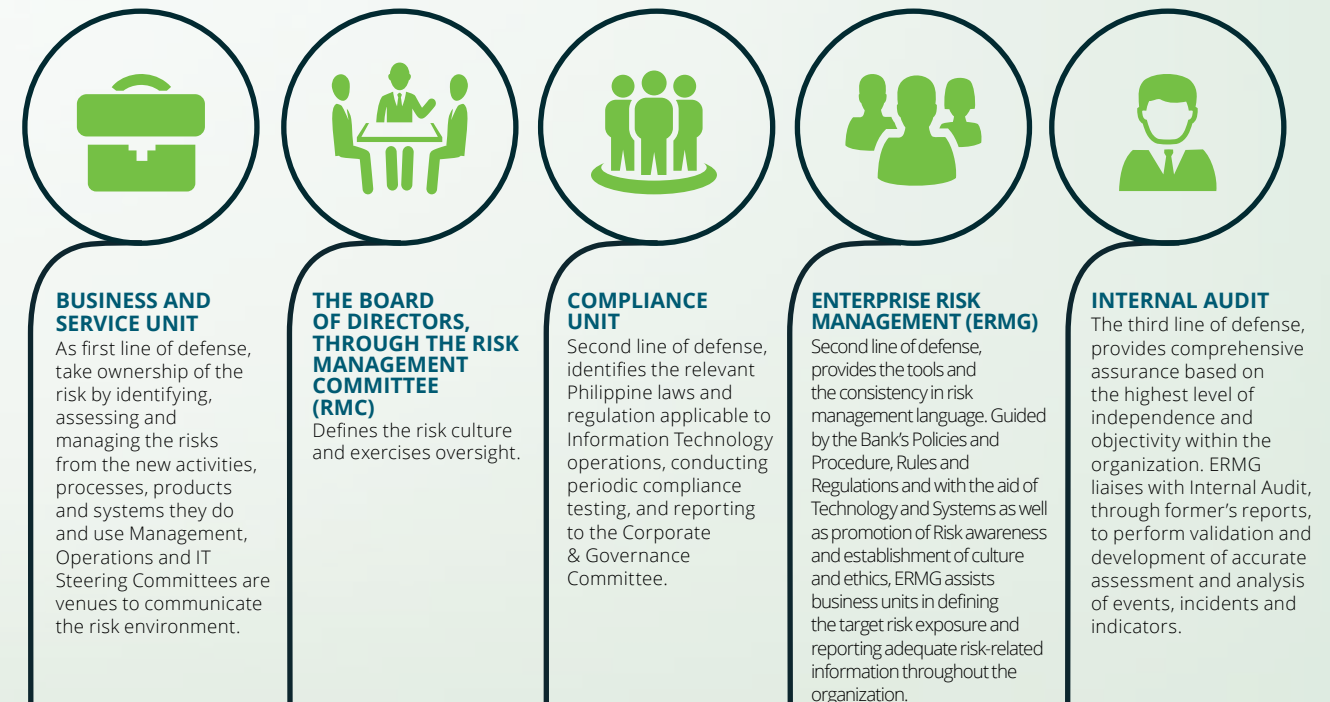 BUSINESS AND
SERVICE UNIT
As first line of defense,
take ownership of the
risk by identifying,
assessing and
managing the risks
from the new activities,
processes, products
and systems they do
and use Management,
Operations and IT
Steering Committees are
venues to communicate
the risk environment.
THE BOARD
OF DIRECTORS,
THROUGH THE RISK
MANAGEMENT
COMMITTEE
(RMC)
Defines the risk culture
and exercises oversight.
COMPLIANCE
UNIT
Second line of defense,
identifies the relevant
Philippine laws and
regulation applicable to
Information Technology
operations, conducting
periodic compliance
testing, and reporting
to the Corporate
& Governance
Committee.
ENTERPRISE RISK
MANAGEMENT (ERMG)
Second line of defense,
provides the tools and
the consistency in risk
management language. Guided
by the Bank's Policies and
Procedure, Rules and
Regulations and with the aid of
Technology and Systems as well
as promotion of Risk awareness
and establishment of culture
and ethics, ERMG assists
business units in defining
the target risk exposure and
reporting adequate risk-related
information throughout the
organization.
INTERNAL AUDIT
The third line of defense,
provides comprehensive
assurance based on
the highest level of
independence and
objectivity within the
organization. ERMG
liaises with Internal Audit,
through former's reports,
to perform validation and
development of accurate
assessment and analysis
of events, incidents and
indicators.